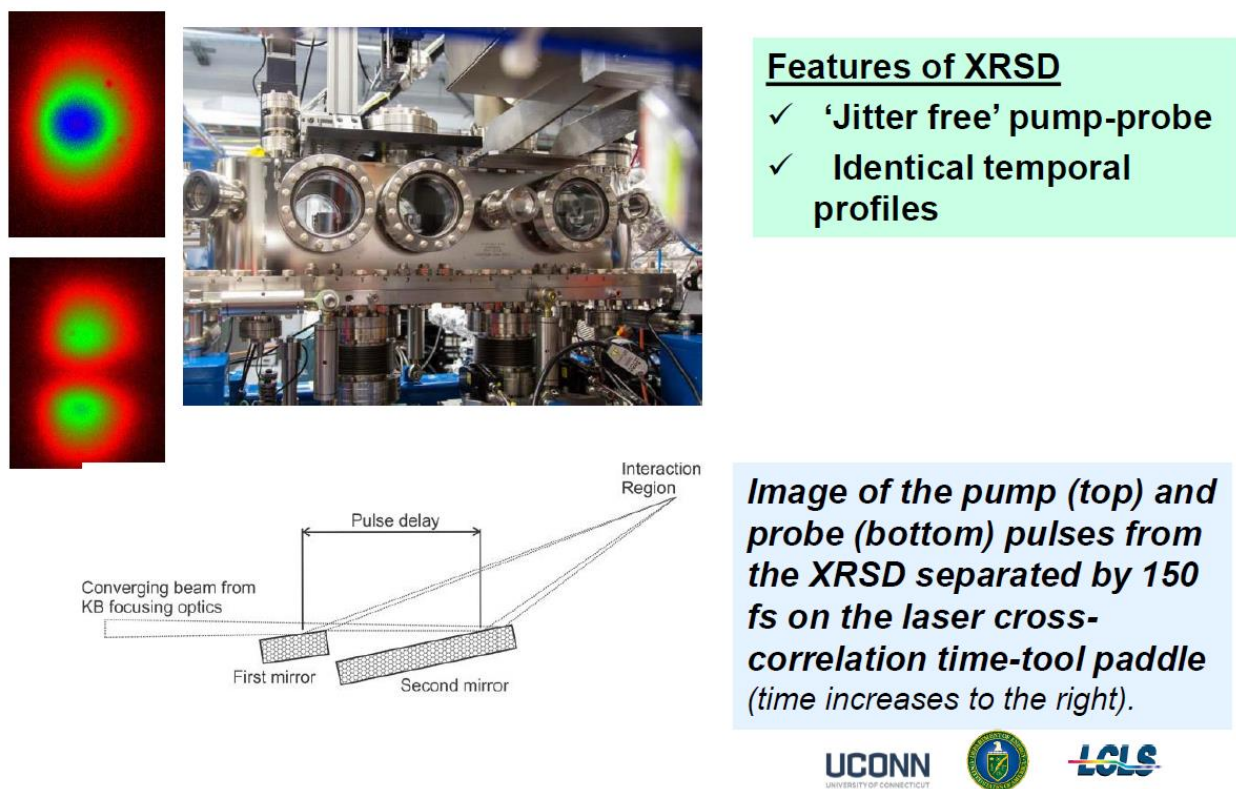 Features of XRSD
✓ ‘Jitter free’ pump-probe
✓ Identical temporal
profiles
Interaction
Region
Pulse delay
Converging beam from
KB focusing optics
First mirror
Second mirror
Image of the pump (top) and
probe (bottom) pulses from
the XRSD separated by 150
fs on the laser cross-
correlation time-tool paddle
(time increases to the right).
UCONN
UNIVERSITY OF CONNECTICUT
LCLS